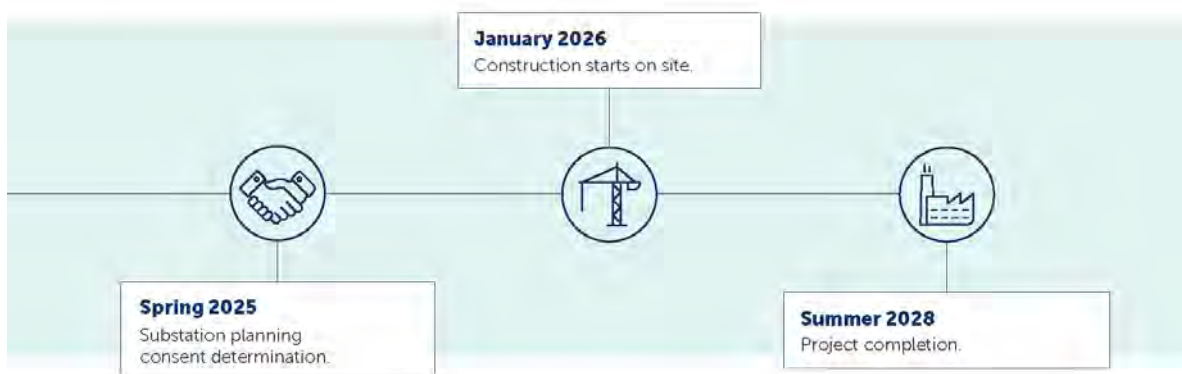 January 2026
Construction starts on site.
Spring 2025
Substation planning
consent determination.
Summer 2028
Project completion.